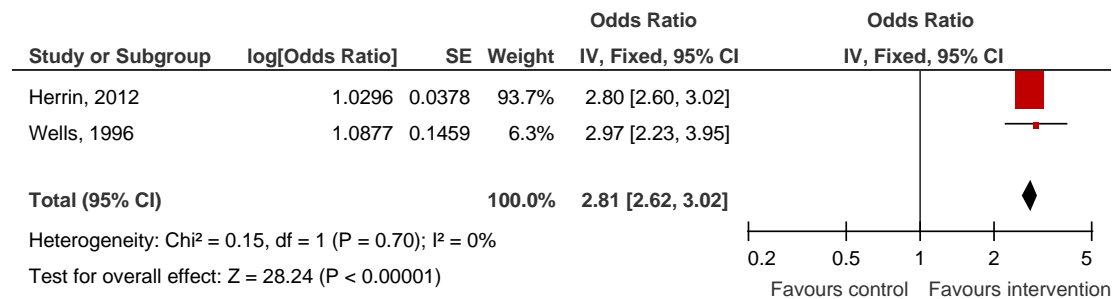 Odds Ratio Odds Ratio
Study or Subgroup log[Odds Ratio] SE Weight IV, Fixed, 95% CI IV, Fixed, 95% CI
Herrin, 2012 1.0296 0.0378 93.7% 2.80 [2.60, 3.02]
Wells, 1996 1.0877 0.1459 6.3% 2.97 [2.23, 3.95]
Total (95% CI) 100.0% 2.81 [2.62, 3.02]
Heterogeneity: Chi² = 0.15, df = 1 (P = 0.70); I² = 0%
Test for overall effect: Z = 28.24 (P < 0.00001)
0.2 0.5 1 2 5
Favours control Favours intervention